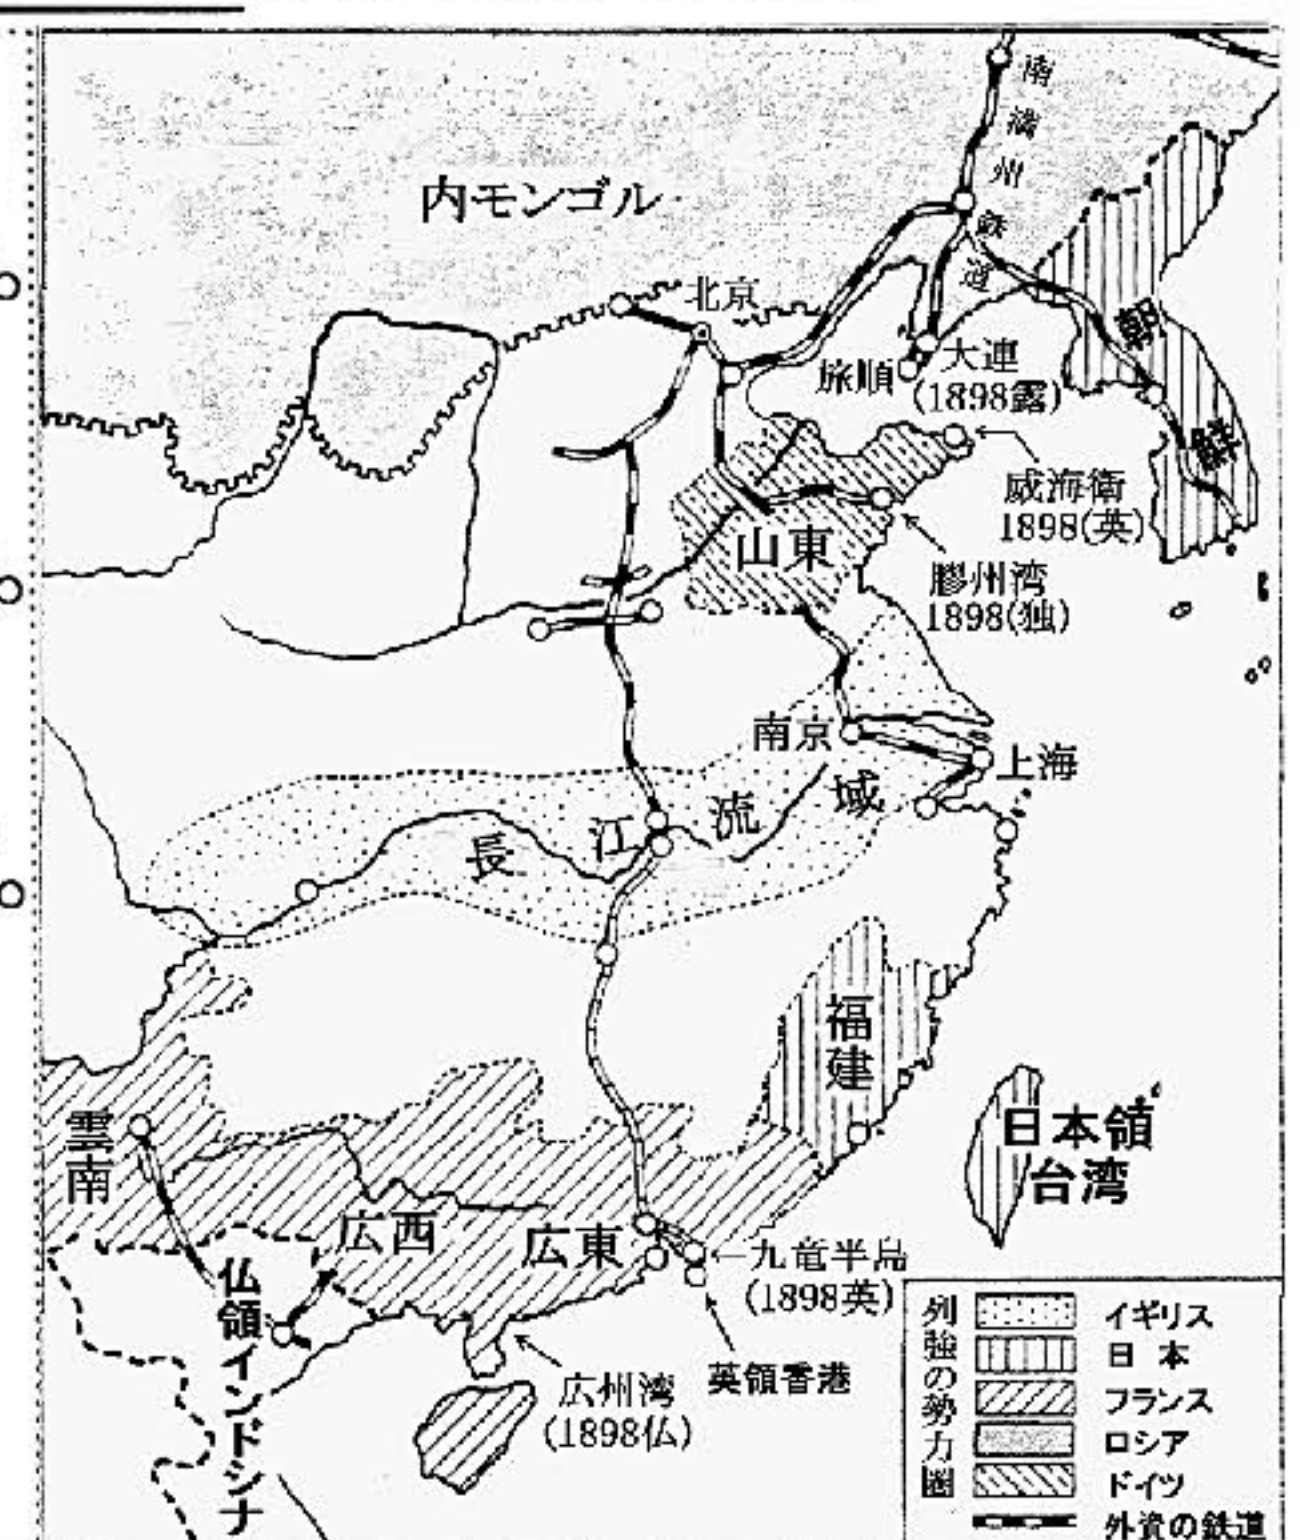 南満州鉄道
内モンゴル
北京
旅順
大連
(1898露)
威海衛
1898(英)
朝鮮
山東
膠州湾
1898(独)
南京
上海
長江流域
福建
日本領
台湾
雲南
広西
広東
九竜半島
(1898英)
英領香港
広州湾
(1898仏)
仏領インドシナ
列強の勢力圏
イギリス
日本
フランス
ロシア
ドイツ
外資の鉄道